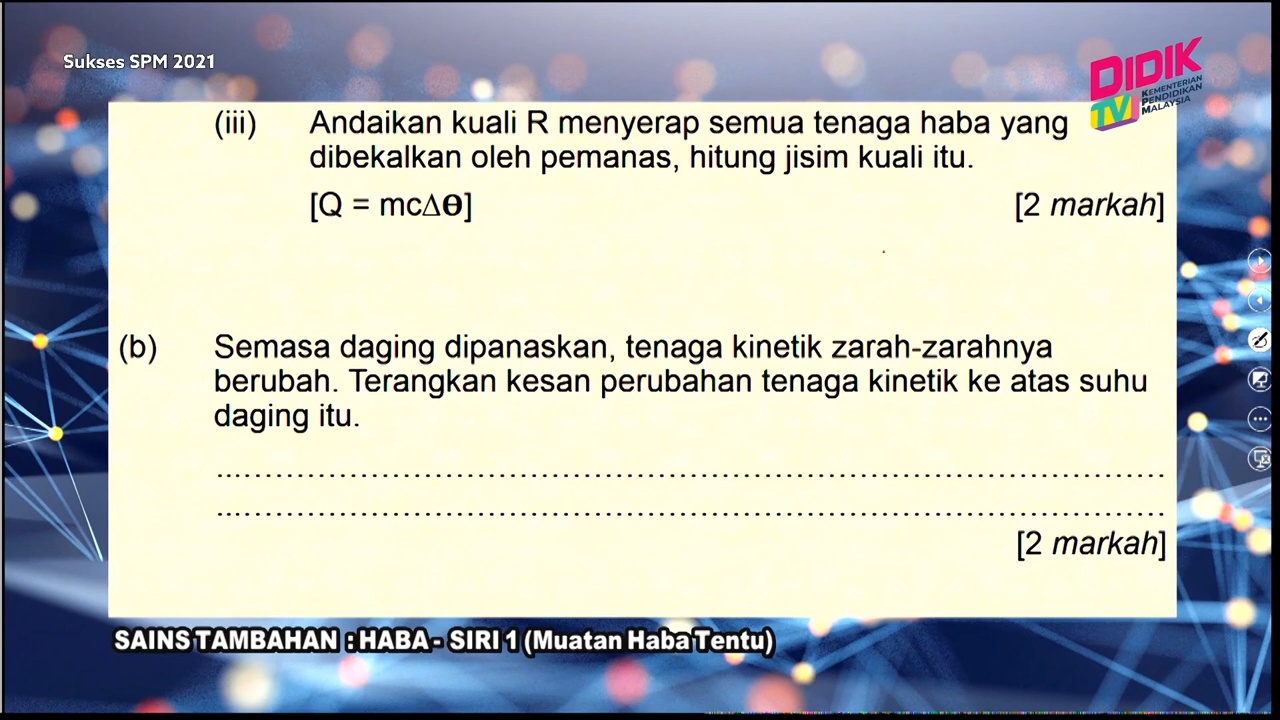 Sukses SPM 2021
DIDIK
TV
KEMENTERIAN
PENDIDIKAN
MALAYSIA
(iii) Andaikan kuali R menyerap semua tenaga haba yang
dibekalkan oleh pemanas, hitung jisim kuali itu.
[Q = mcΔΘ] [2 markah]
(b) Semasa daging dipanaskan, tenaga kinetik zarah-zarahnya
berubah. Terangkan kesan perubahan tenaga kinetik ke atas suhu
daging itu.
................................................................................................
................................................................................................
[2 markah]
SAINS TAMBAHAN : HABA - SIRI 1 (Muatan Haba Tentu)